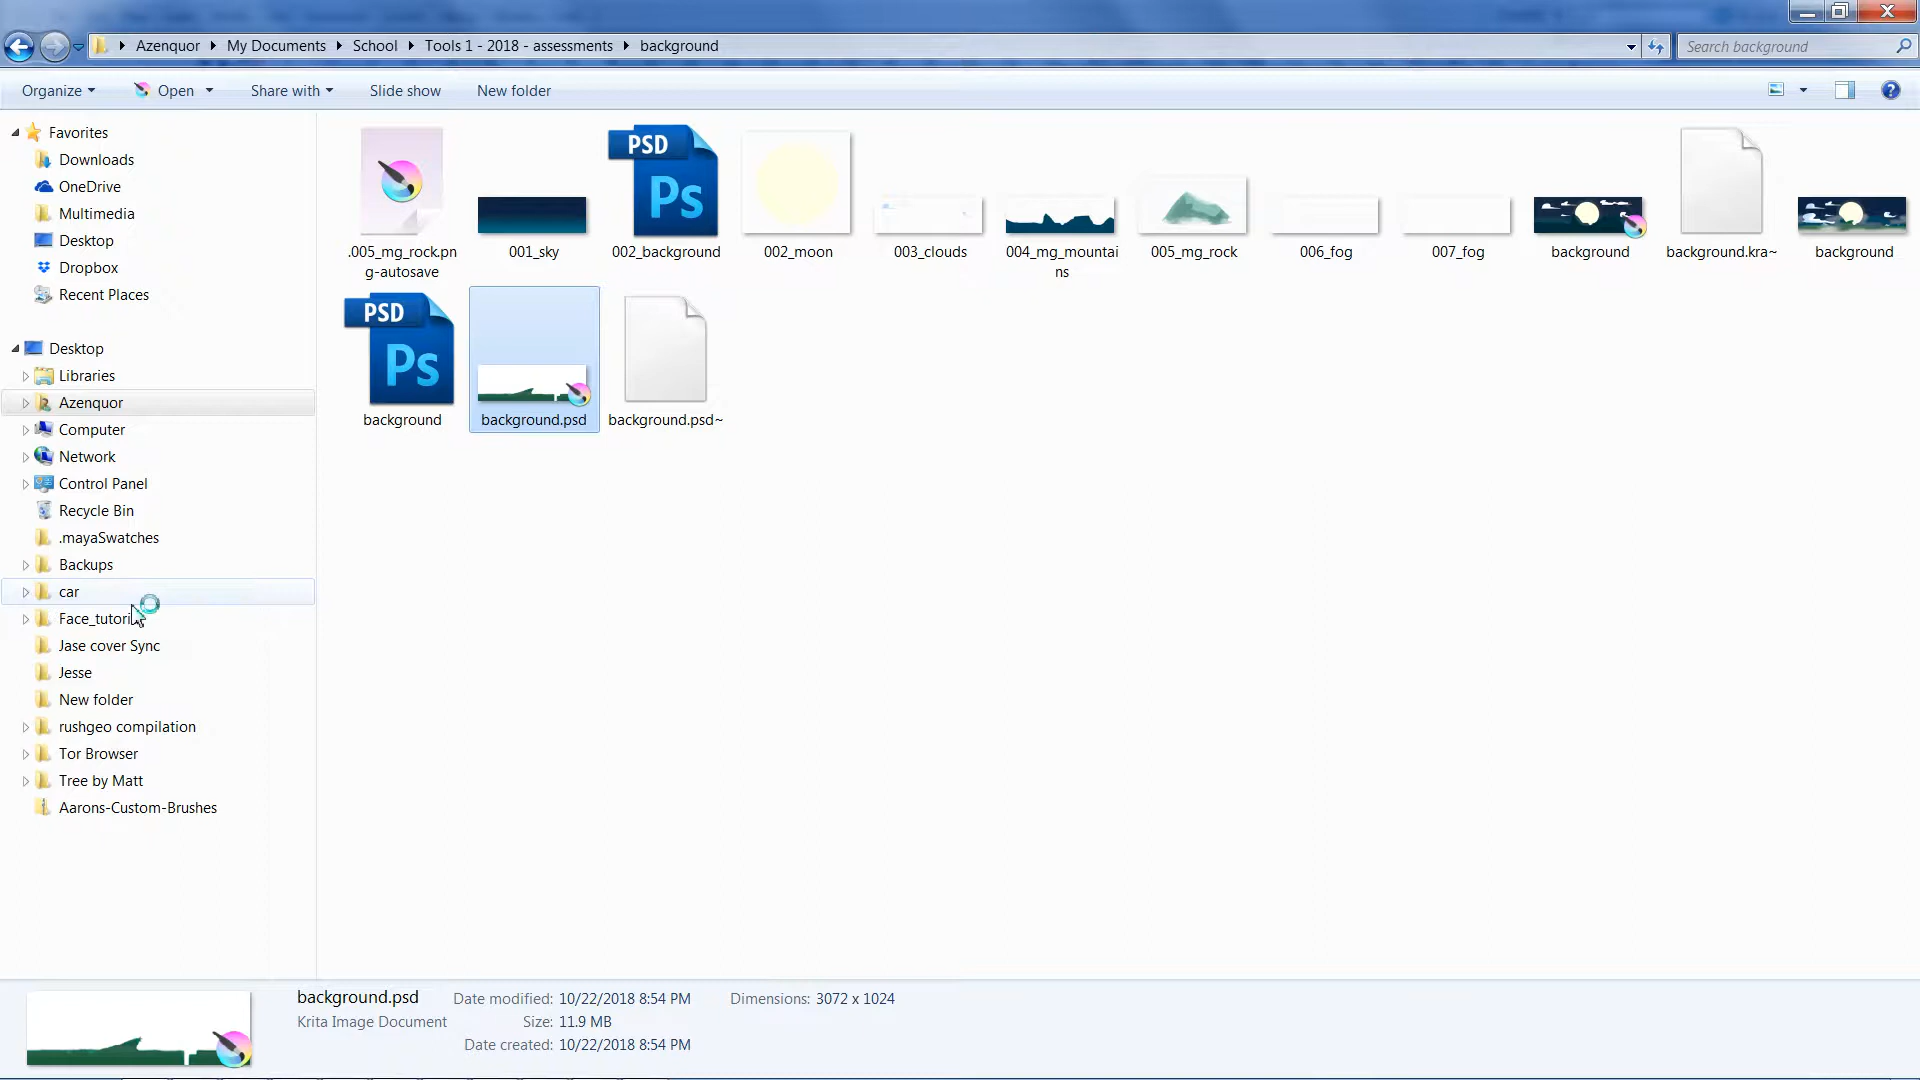 Azenquor My Documents School Tools 1 - 2018 - assessments background
Search background
Organize Open Share with Slide show New folder
Favorites
Downloads
OneDrive
Multimedia
Desktop
Dropbox
Recent Places
Desktop
Libraries
Azenquor
Computer
Network
Control Panel
Recycle Bin
.mayaSwatches
Backups
car
Face_tutori
Jase cover Sync
Jesse
New folder
rushgeo compilation
Tor Browser
Tree by Matt
Aarons-Custom-Brushes
PSD
Ps
.005_mg_rock.pn
g-autosave
001_sky
002_background
002_moon
003_clouds
004_mg_mountai
ns
005_mg_rock
006_fog
007_fog
background
background.kra~
background
PSD
Ps
background
background.psd
background.psd~
background.psd
Krita Image Document
Date modified: 10/22/2018 8:54 PM
Size: 11.9 MB
Date created: 10/22/2018 8:54 PM
Dimensions: 3072 x 1024